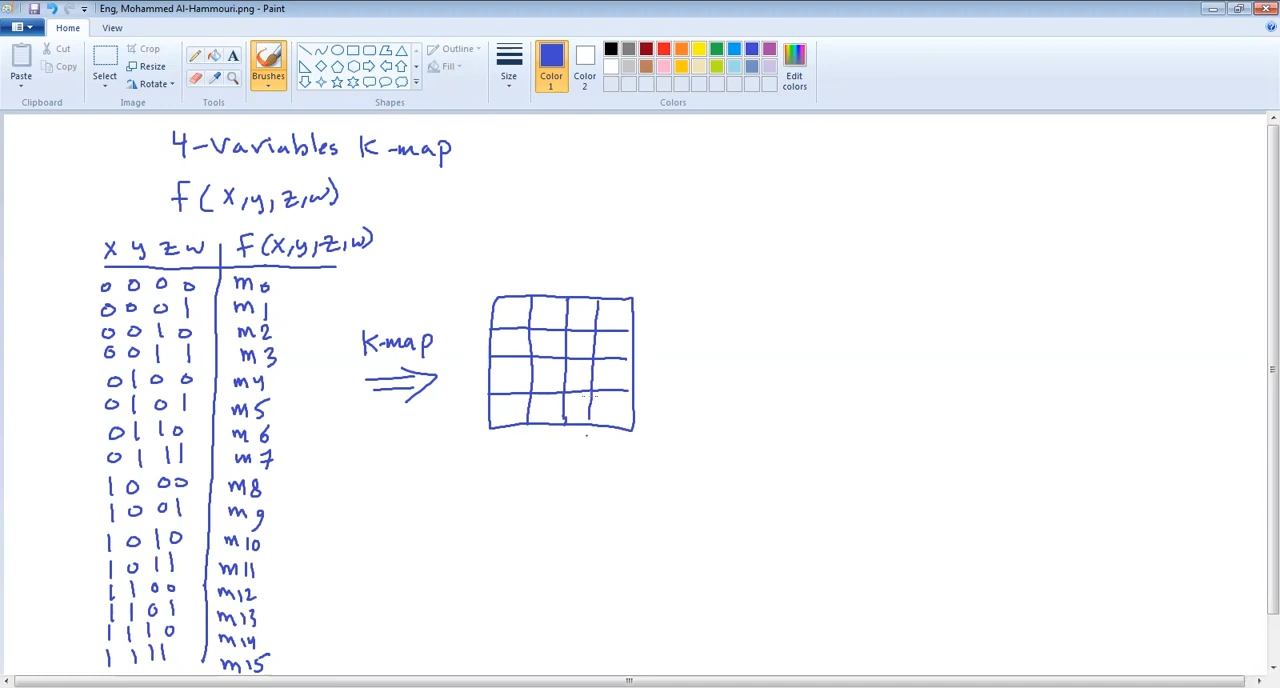 Eng, Mohammed Al-Hammouri.png - Paint
Home View
Paste
Cut
Copy
Clipboard
Select
Crop
Resize
Rotate
Image
A
Tools
Brushes
Outline
Fill
Shapes
Size
Color 1
Color 2
Edit colors
Colors
4-variables K-map
f(x,y,z,w)
x y z w f(x,y,z,w)
0 0 0 0 m0
0 0 0 1 m1
0 0 1 0 m2
0 0 1 1 m3
0 1 0 0 m4
0 1 0 1 m5
0 1 1 0 m6
0 1 1 1 m7
1 0 0 0 m8
1 0 0 1 m9
1 0 1 0 m10
1 0 1 1 m11
1 1 0 0 m12
1 1 0 1 m13
1 1 1 0 m14
1 1 1 1 m15
K-map